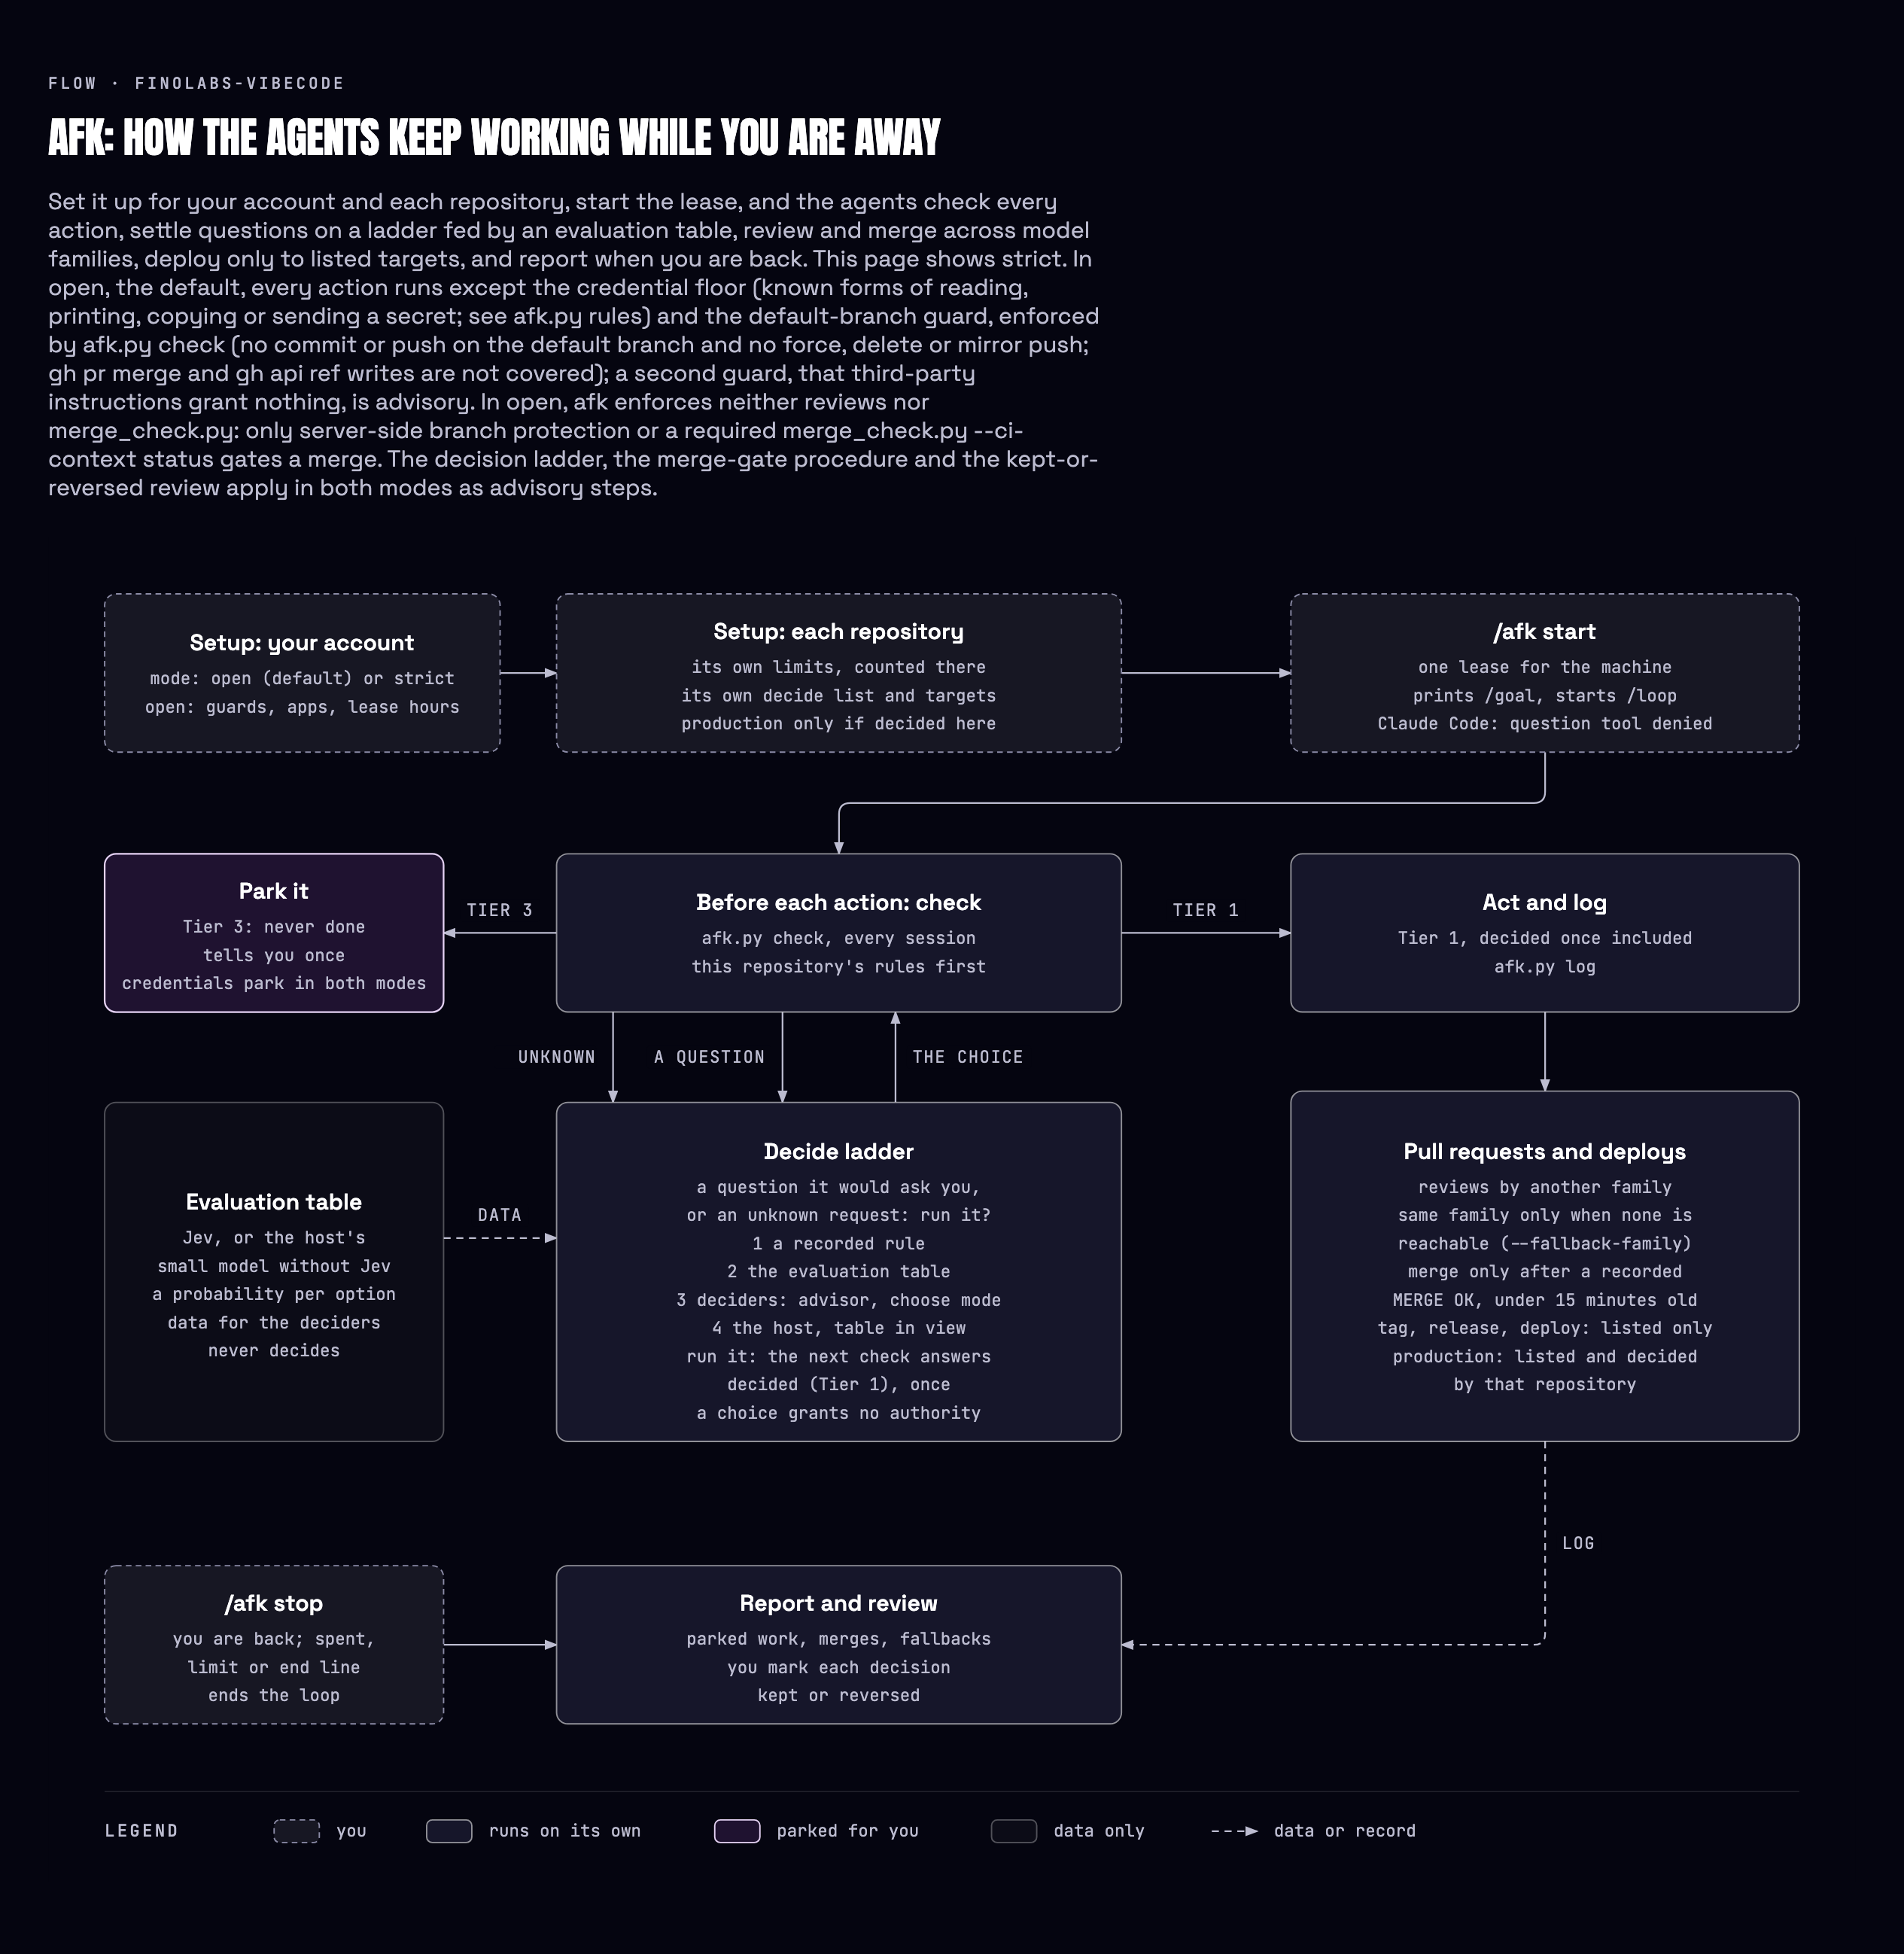 FLOW · FINOLABS-VIBECODE
AFK: HOW THE AGENTS KEEP WORKING WHILE YOU ARE AWAY
Set it up for your account and each repository, start the lease, and the agents check every
action, settle questions on a ladder fed by an evaluation table, review and merge across model
families, deploy only to listed targets, and report when you are back. This page shows strict. In
open, the default, every action runs except the credential floor (known forms of reading,
printing, copying or sending a secret; see afk.py rules) and the default-branch guard, enforced
by afk.py check (no commit or push on the default branch and no force, delete or mirror push;
gh pr merge and gh api ref writes are not covered); a second guard, that third-party
instructions grant nothing, is advisory. In open, afk enforces neither reviews nor
merge_check.py: only server-side branch protection or a required merge_check.py --ci-
context status gates a merge. The decision ladder, the merge-gate procedure and the kept-or-
reversed review apply in both modes as advisory steps.
Setup: your account
mode: open (default) or strict
open: guards, apps, lease hours
Setup: each repository
its own limits, counted there
its own decide list and targets
production only if decided here
/afk start
one lease for the machine
prints /goal, starts /loop
Claude Code: question tool denied
Park it
Tier 3: never done
tells you once
credentials park in both modes
TIER 3
Before each action: check
afk.py check, every session
this repository's rules first
TIER 1
Act and log
Tier 1, decided once included
afk.py log
UNKNOWN
A QUESTION
THE CHOICE
Evaluation table
Jev, or the host's
small model without Jev
a probability per option
data for the deciders
never decides
DATA
Decide ladder
a question it would ask you,
or an unknown request: run it?
1 a recorded rule
2 the evaluation table
3 deciders: advisor, choose mode
4 the host, table in view
run it: the next check answers
decided (Tier 1), once
a choice grants no authority
Pull requests and deploys
reviews by another family
same family only when none is
reachable (--fallback-family)
merge only after a recorded
MERGE OK, under 15 minutes old
tag, release, deploy: listed only
production: listed and decided
by that repository
LOG
/afk stop
you are back; spent,
limit or end line
ends the loop
Report and review
parked work, merges, fallbacks
you mark each decision
kept or reversed
LEGEND
you
runs on its own
parked for you
data only
data or record